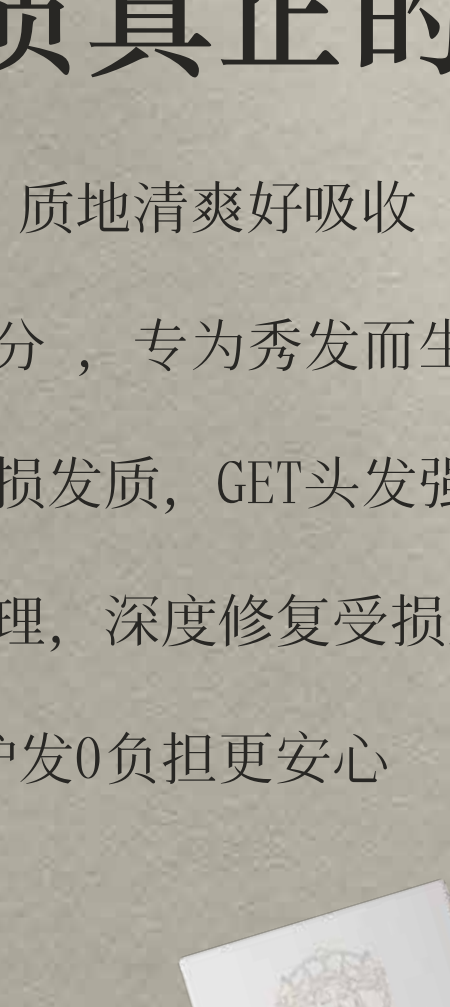 质真正的
质地清爽好吸收
分 ，专为秀发而生
损发质，GET头发强
理，深度修复受损
护发0负担更安心